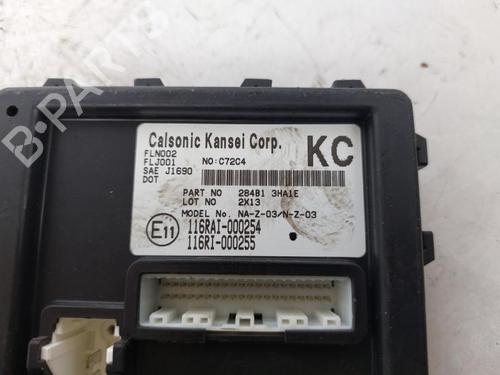 B-PARTS
Calsonic Kansei Corp.
KC
FLN002
FLJ001
NO:C72C4
SAE J1690
DOT
PART NO 284B1 3HA1E
LOT NO 2X13
MODEL No. NA-Z-03/N-Z-03
E11
116RAI-000254
116RI-000255